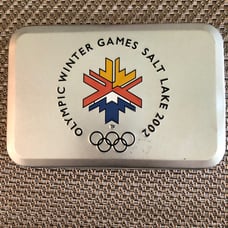 OLYMPIC WINTER GAMES SALT LAKE 2002